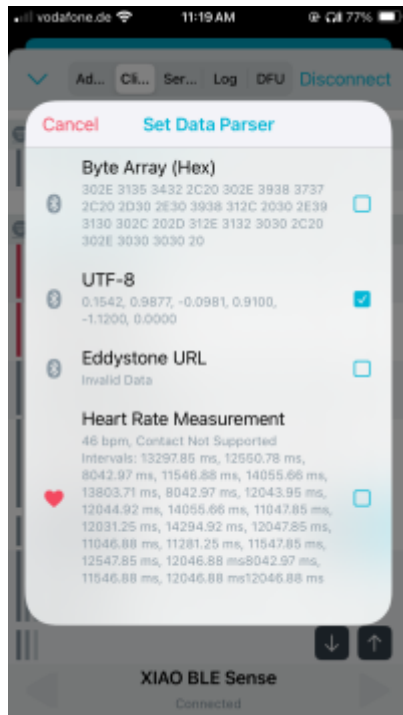 vodafone.de
11:19 AM
77%
Ad...
Cli...
Ser...
Log
DFU
Disconnect
Cancel
Set Data Parser
Byte Array (Hex)
302E 3135 3432 2C20 302E 3938 3737
2C20 2D30 2E30 3938 312C 2030 2E39
3130 302C 202D 312E 3132 3030 2C20
302E 3030 3030 20
UTF-8
0.1542, 0.9877, -0.0981, 0.9100,
-1.1200, 0.0000
Eddystone URL
Invalid Data
Heart Rate Measurement
46 bpm, Contact Not Supported
Intervals: 13297.85 ms, 12550.78 ms,
8042.97 ms, 11546.88 ms, 14055.66 ms,
13803.71 ms, 8042.97 ms, 12043.95 ms,
12044.92 ms, 14055.66 ms, 11047.85 ms,
12031.25 ms, 14294.92 ms, 12047.85 ms,
11046.88 ms, 11281.25 ms, 11547.85 ms,
12547.85 ms, 12046.88 ms8042.97 ms,
11546.88 ms, 12046.88 ms12046.88 ms
XIAO BLE Sense
Connected